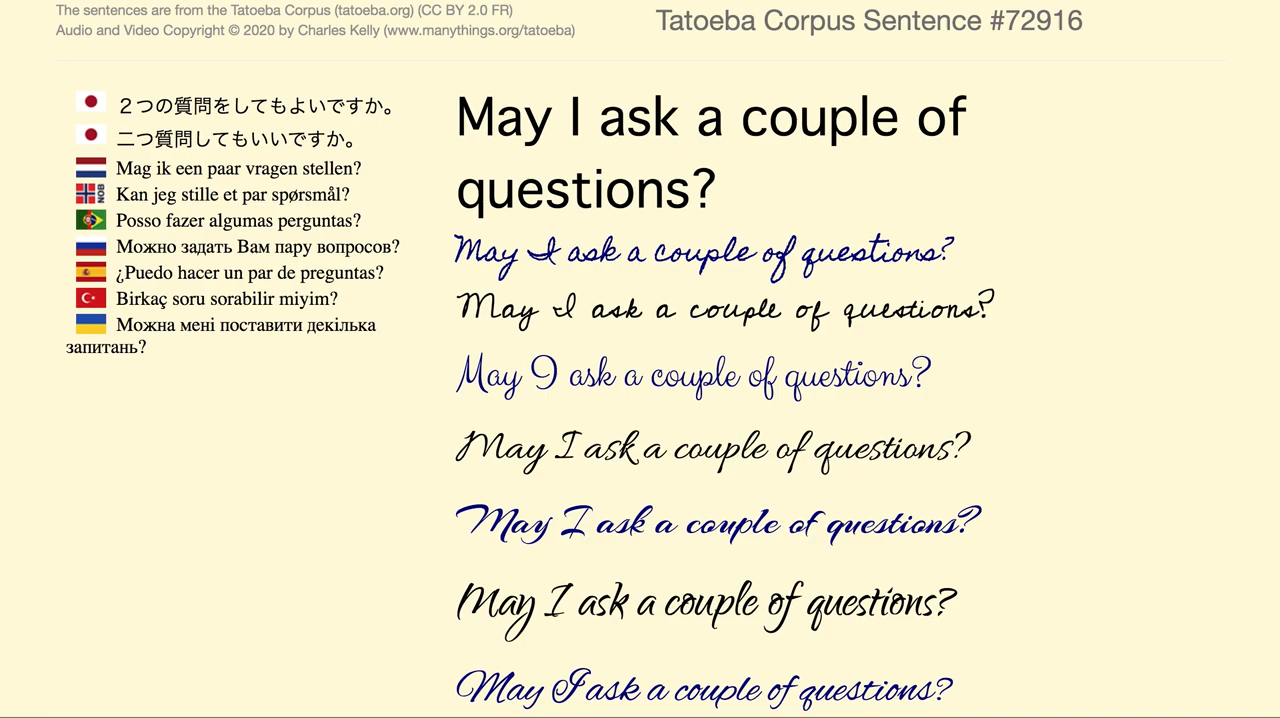 The sentences are from the Tatoeba Corpus (tatoeba.org) (CC BY 2.0 FR)
Audio and Video Copyright © 2020 by Charles Kelly (www.manythings.org/tatoeba)
Tatoeba Corpus Sentence #72916
２つの質問をしてもよいですか。
二つ質問してもいいですか。
Mag ik een paar vragen stellen?
NOB
Kan jeg stille et par spørsmål?
Posso fazer algumas perguntas?
Можно задать Вам пару вопросов?
¿Puedo hacer un par de preguntas?
Birkaç soru sorabilir miyim?
Можна мені поставити декілька
запитань?
May I ask a couple of
questions?
May I ask a couple of questions?
May I ask a couple of questions?
May I ask a couple of questions?
May I ask a couple of questions?
May I ask a couple of questions?
May I ask a couple of questions?
May I ask a couple of questions?